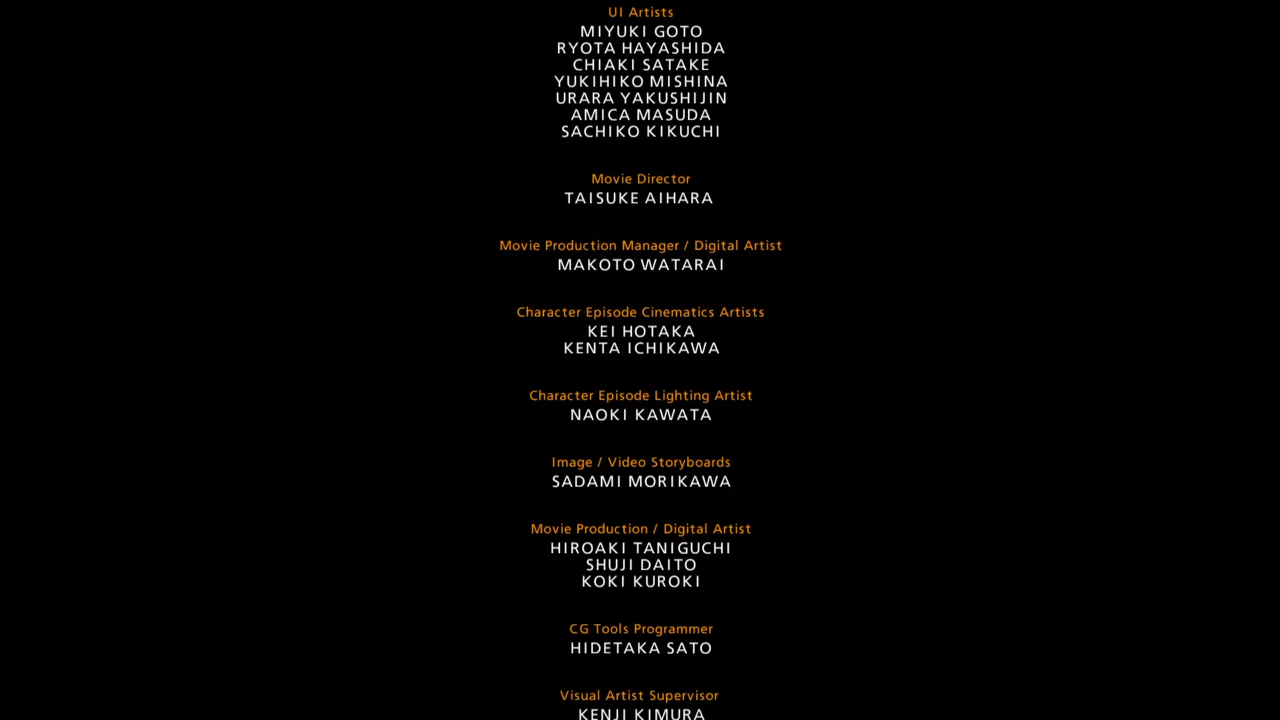 UI Artists
MIYUKI GOTO
RYOTA HAYASHIDA
CHIAKI SATAKE
YUKIHIKO MISHINA
URARA YAKUSHIJIN
AMICA MASUDA
SACHIKO KIKUCHI
Movie Director
TAISUKE AIHARA
Movie Production Manager / Digital Artist
MAKOTO WATARAI
Character Episode Cinematics Artists
KEI HOTAKA
KENTA ICHIKAWA
Character Episode Lighting Artist
NAOKI KAWATA
Image / Video Storyboards
SADAMI MORIKAWA
Movie Production / Digital Artist
HIROAKI TANIGUCHI
SHUJI DAITO
KOKI KUROKI
CG Tools Programmer
HIDETAKA SATO
Visual Artist Supervisor
KENJI KIMURA